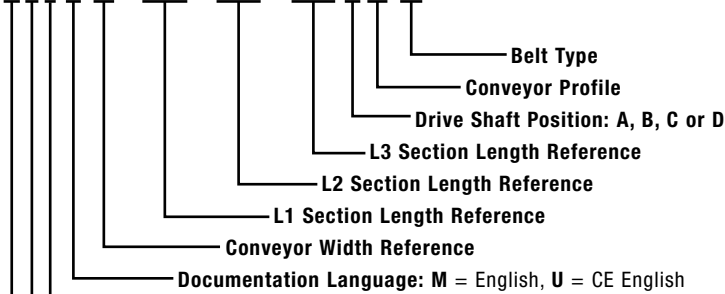 Belt Type
Conveyor Profile
Drive Shaft Position: A, B, C or D
L3 Section Length Reference
L2 Section Length Reference
L1 Section Length Reference
Conveyor Width Reference
Documentation Language: M = English, U = CE English